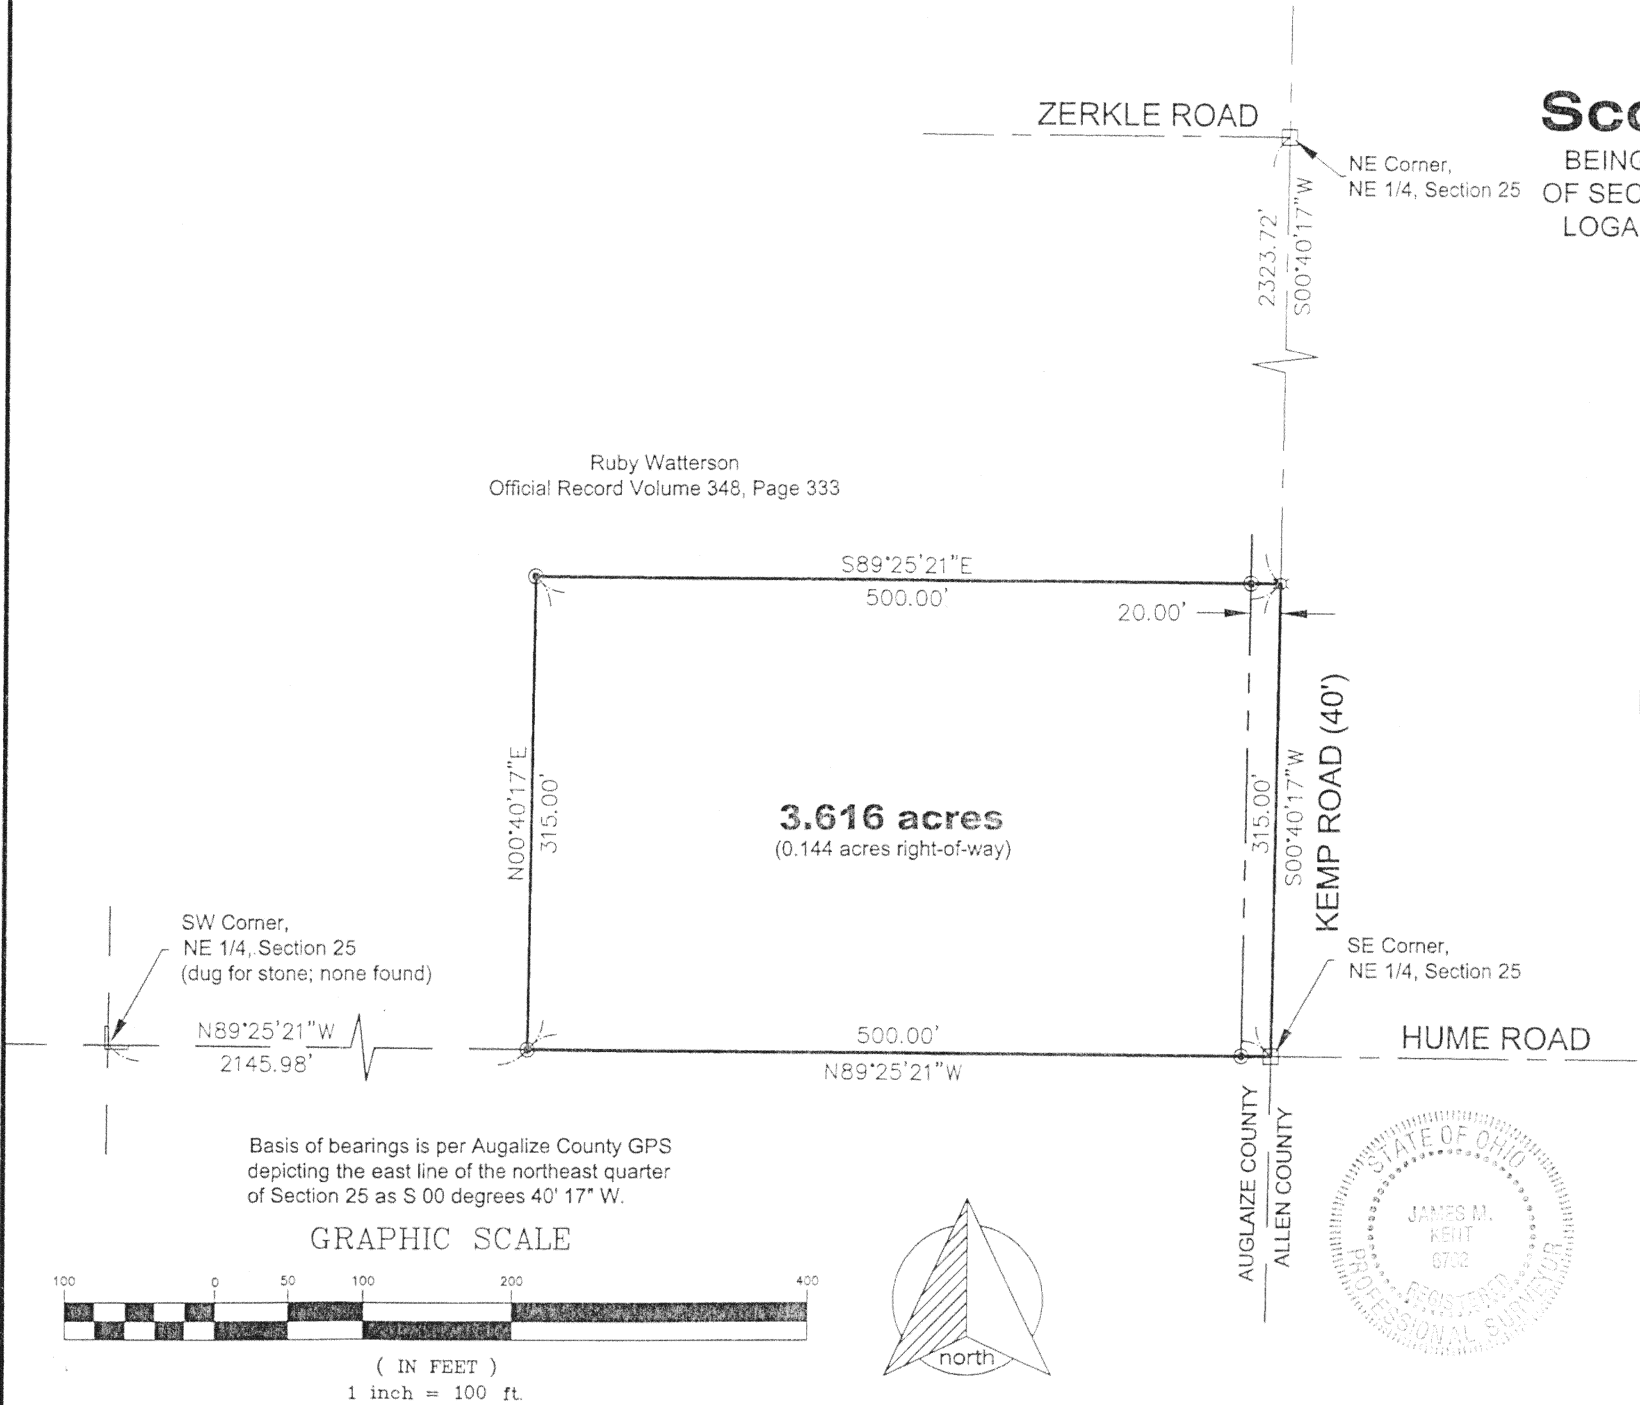 ZERKLE ROAD
NE Corner,
NE 1/4, Section 25
BEING
OF SEC
LOGA
2323.72'
S00°40'17"W
Ruby Watterson
Official Record Volume 348, Page 333
S89°25'21"E
500.00'
20.00'
N00°40'17"E
315.00'
3.616 acres
(0.144 acres right-of-way)
315.00'
S00°40'17"W
KEMP ROAD (40')
SW Corner,
NE 1/4, Section 25
(dug for stone; none found)
SE Corner,
NE 1/4, Section 25
N89°25'21"W
2145.98'
500.00'
N89°25'21"W
HUME ROAD
AUGLAIZE COUNTY
ALLEN COUNTY
Basis of bearings is per Augalize County GPS
depicting the east line of the northeast quarter
of Section 25 as S 00 degrees 40' 17" W.
GRAPHIC SCALE
100 0 50 100 200 400
( IN FEET )
1 inch = 100 ft.
north
STATE OF OHIO
JAMES M.
KENT
REGISTERED
PROFESSIONAL SURVEYOR